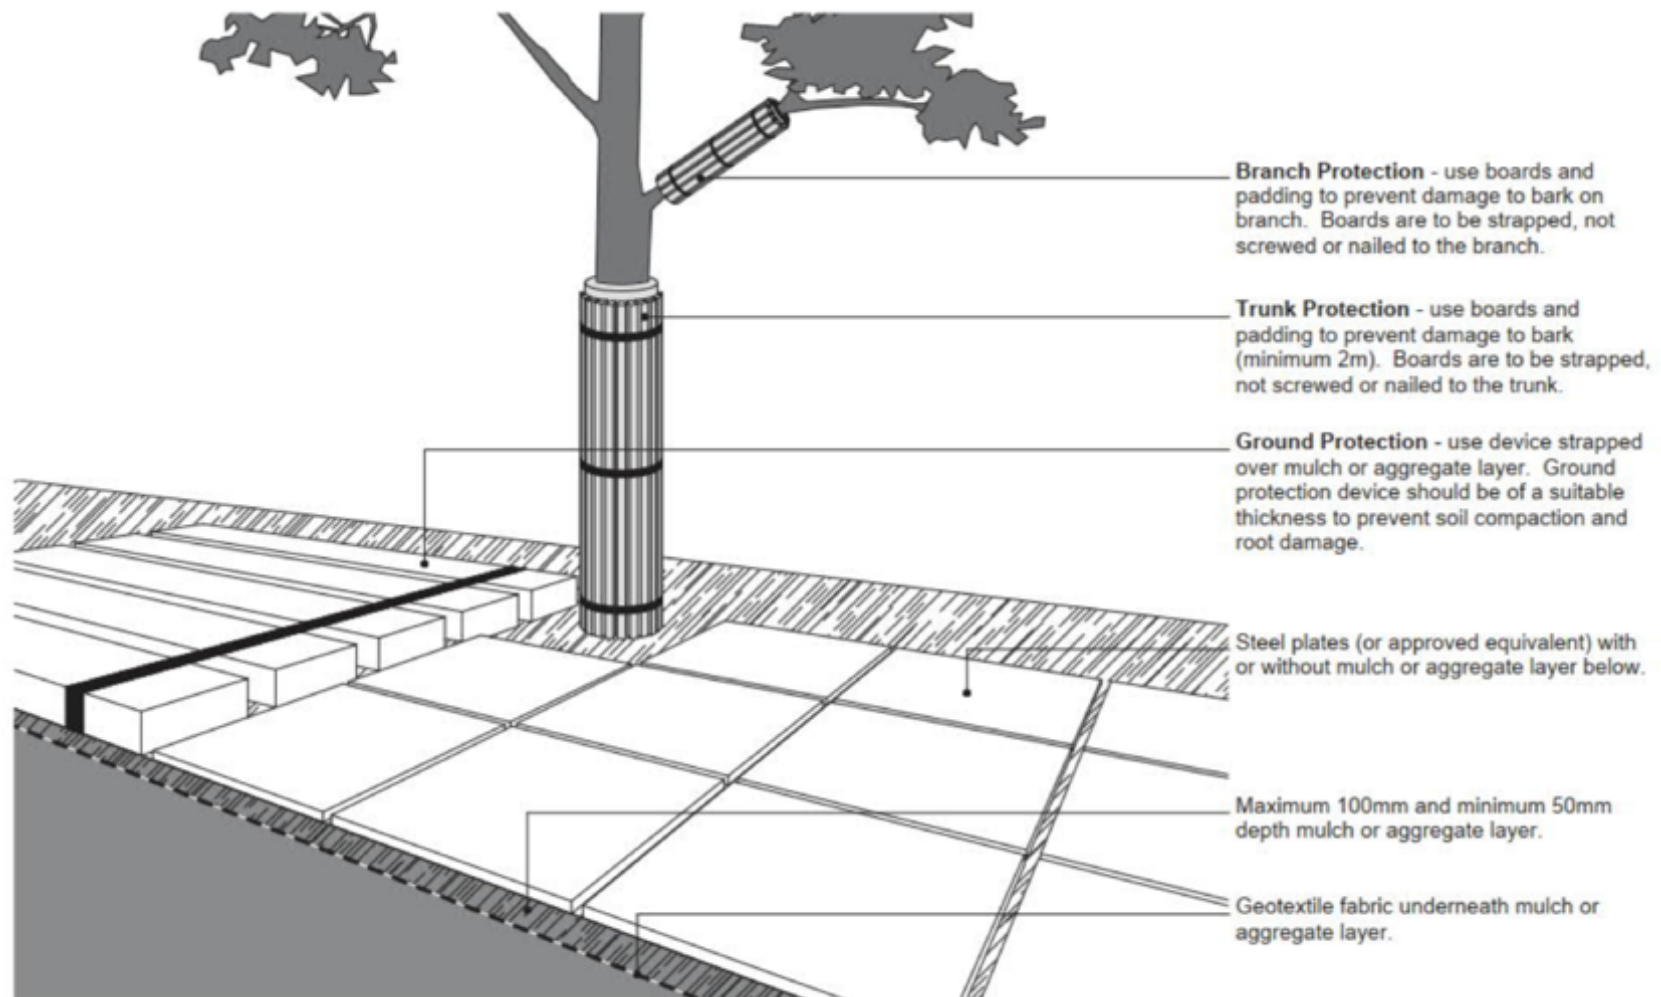 Branch Protection - use boards and
padding to prevent damage to bark on
branch. Boards are to be strapped, not
screwed or nailed to the branch.
Trunk Protection - use boards and
padding to prevent damage to bark
(minimum 2m). Boards are to be strapped,
not screwed or nailed to the trunk.
Ground Protection - use device strapped
over mulch or aggregate layer. Ground
protection device should be of a suitable
thickness to prevent soil compaction and
root damage.
Steel plates (or approved equivalent) with
or without mulch or aggregate layer below.
Maximum 100mm and minimum 50mm
depth mulch or aggregate layer.
Geotextile fabric underneath mulch or
aggregate layer.